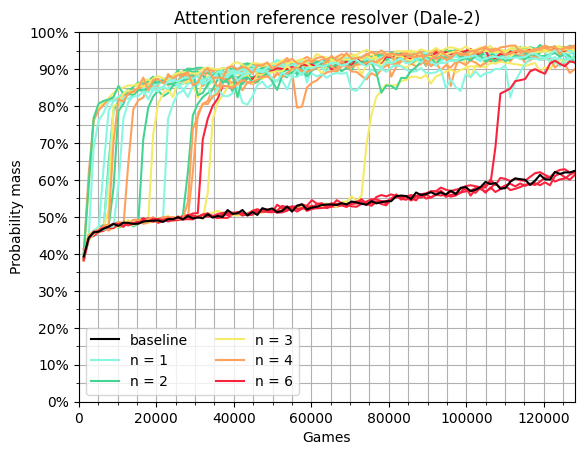 Attention reference resolver (Dale-2)
100%
90%
80%
70%
60%
50%
40%
30%
20%
10%
0%
Probability mass
baseline
n = 1
n = 2
n = 3
n = 4
n = 6
0 20000 40000 60000 80000 100000 120000
Games